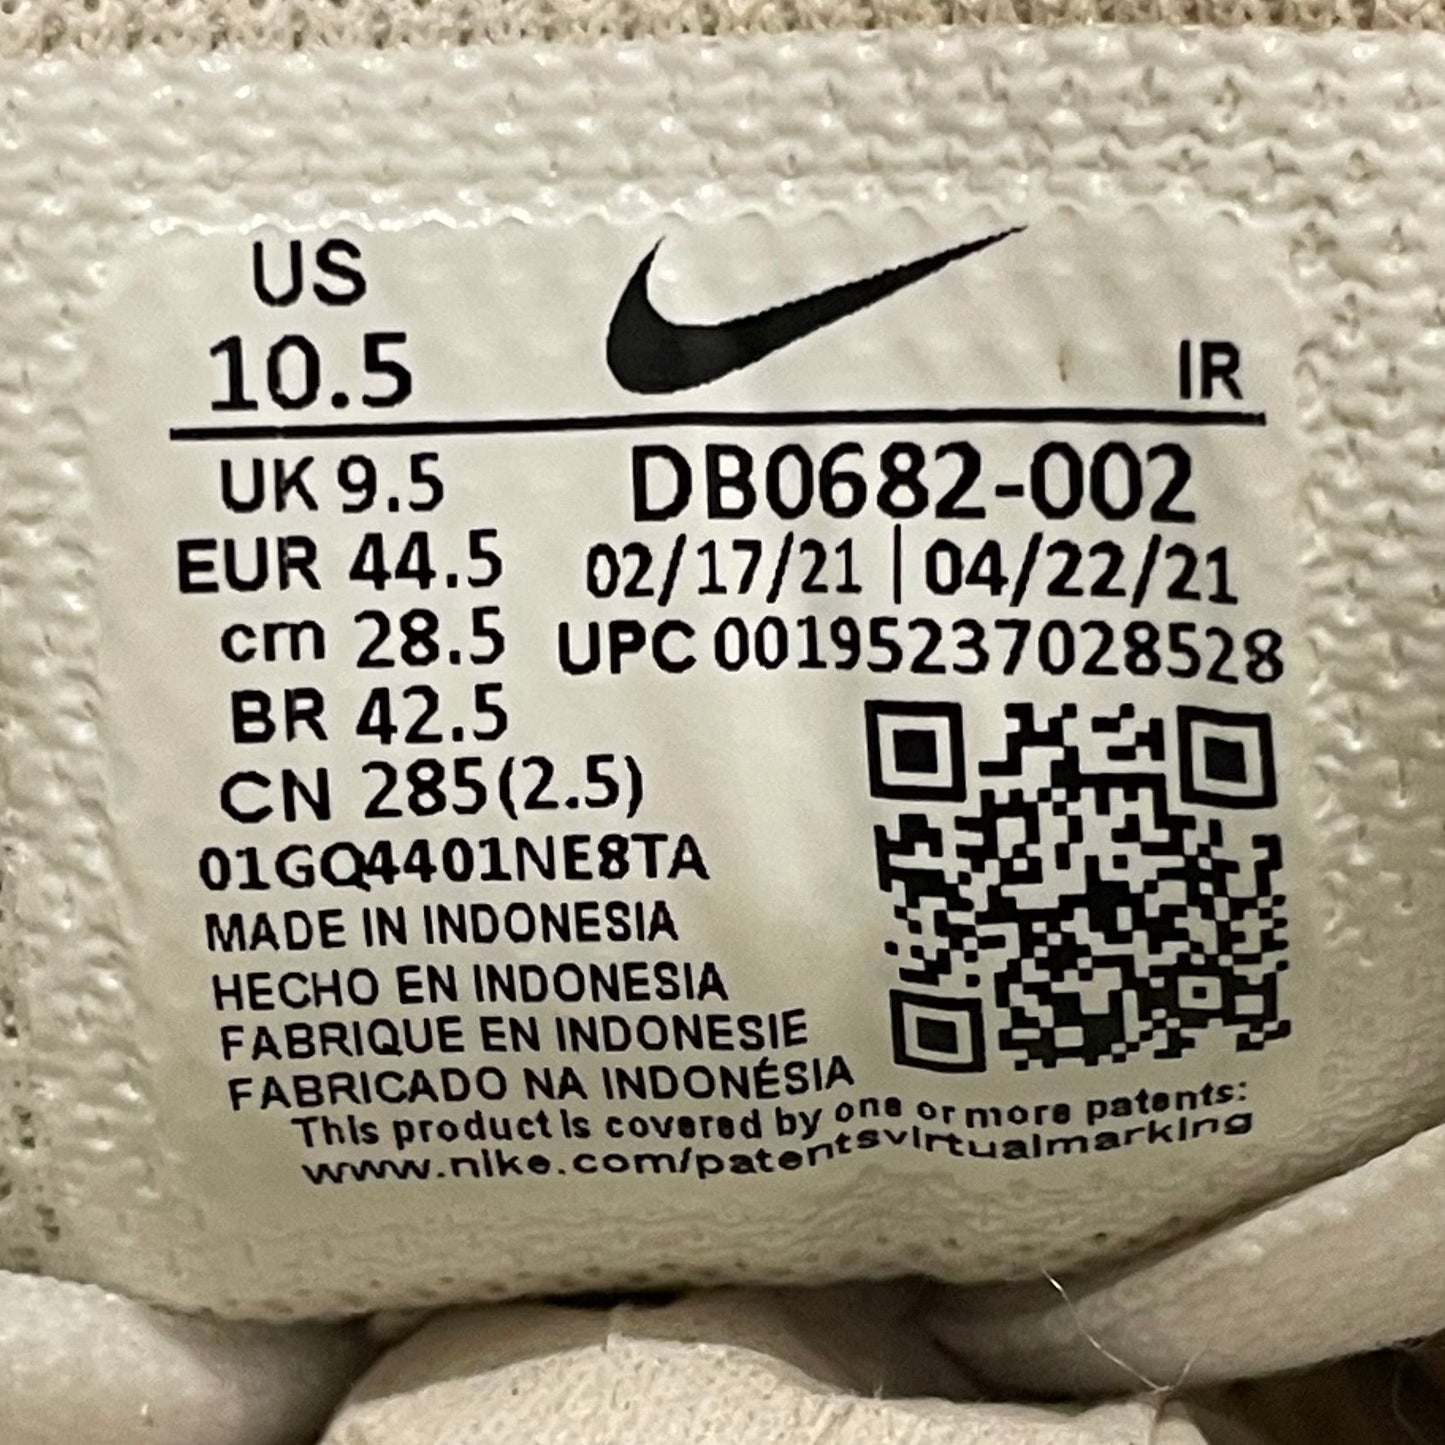 US
10.5
IR
UK 9.5
DB0682-002
EUR 44.5
02/17/21 | 04/22/21
cm 28.5
UPC 00195237028528
BR 42.5
CN 285(2.5)
01GQ4401NE8TA
MADE IN INDONESIA
HECHO EN INDONESIA
FABRIQUE EN INDONESIE
FABRICADO NA INDONÉSIA
This product is covered by one or more patents:
www.nike.com/patentsvirtualmarking